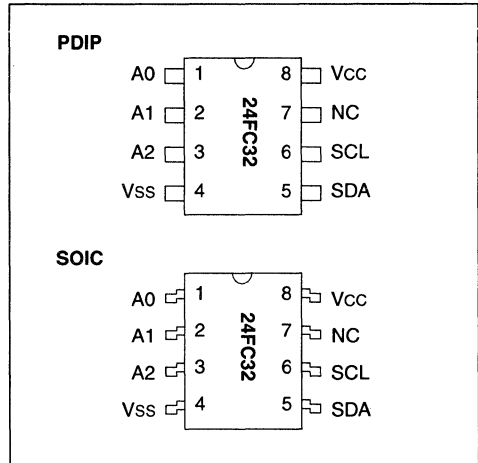 PDIP
A0 1 8 Vcc
A1 2 7 NC
A2 3 6 SCL
Vss 4 5 SDA
24FC32
SOIC
A0 1 8 Vcc
A1 2 7 NC
A2 3 6 SCL
Vss 4 5 SDA
24FC32